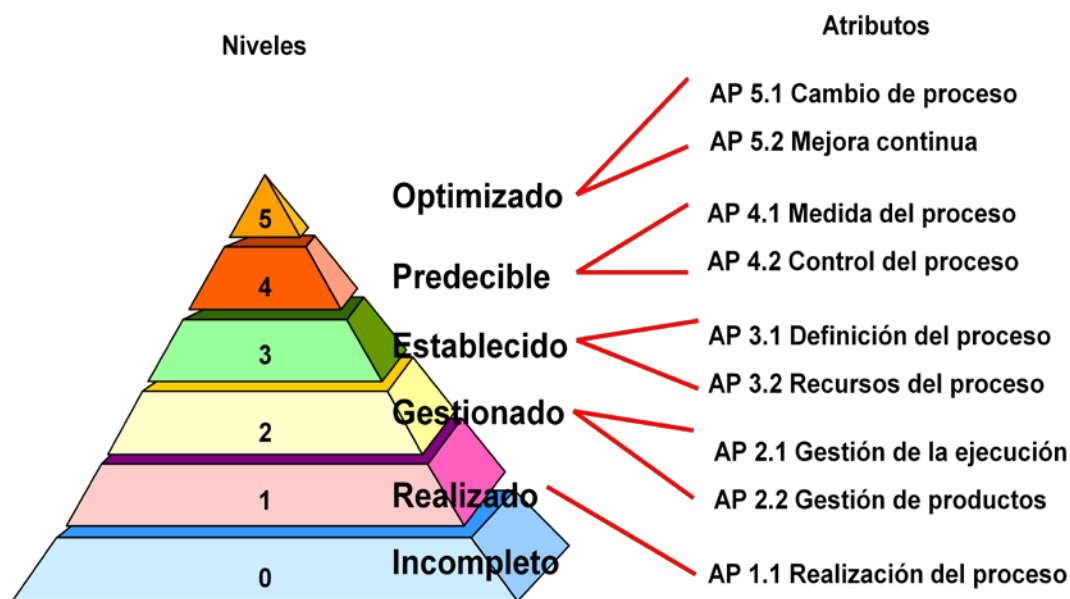 Niveles
Atributos
AP 5.1 Cambio de proceso
AP 5.2 Mejora continua
5
Optimizado
AP 4.1 Medida del proceso
AP 4.2 Control del proceso
4
Predecible
AP 3.1 Definición del proceso
3
Establecido
AP 3.2 Recursos del proceso
2
Gestionado
AP 2.1 Gestión de la ejecución
AP 2.2 Gestión de productos
1
Realizado
AP 1.1 Realización del proceso
0
Incompleto